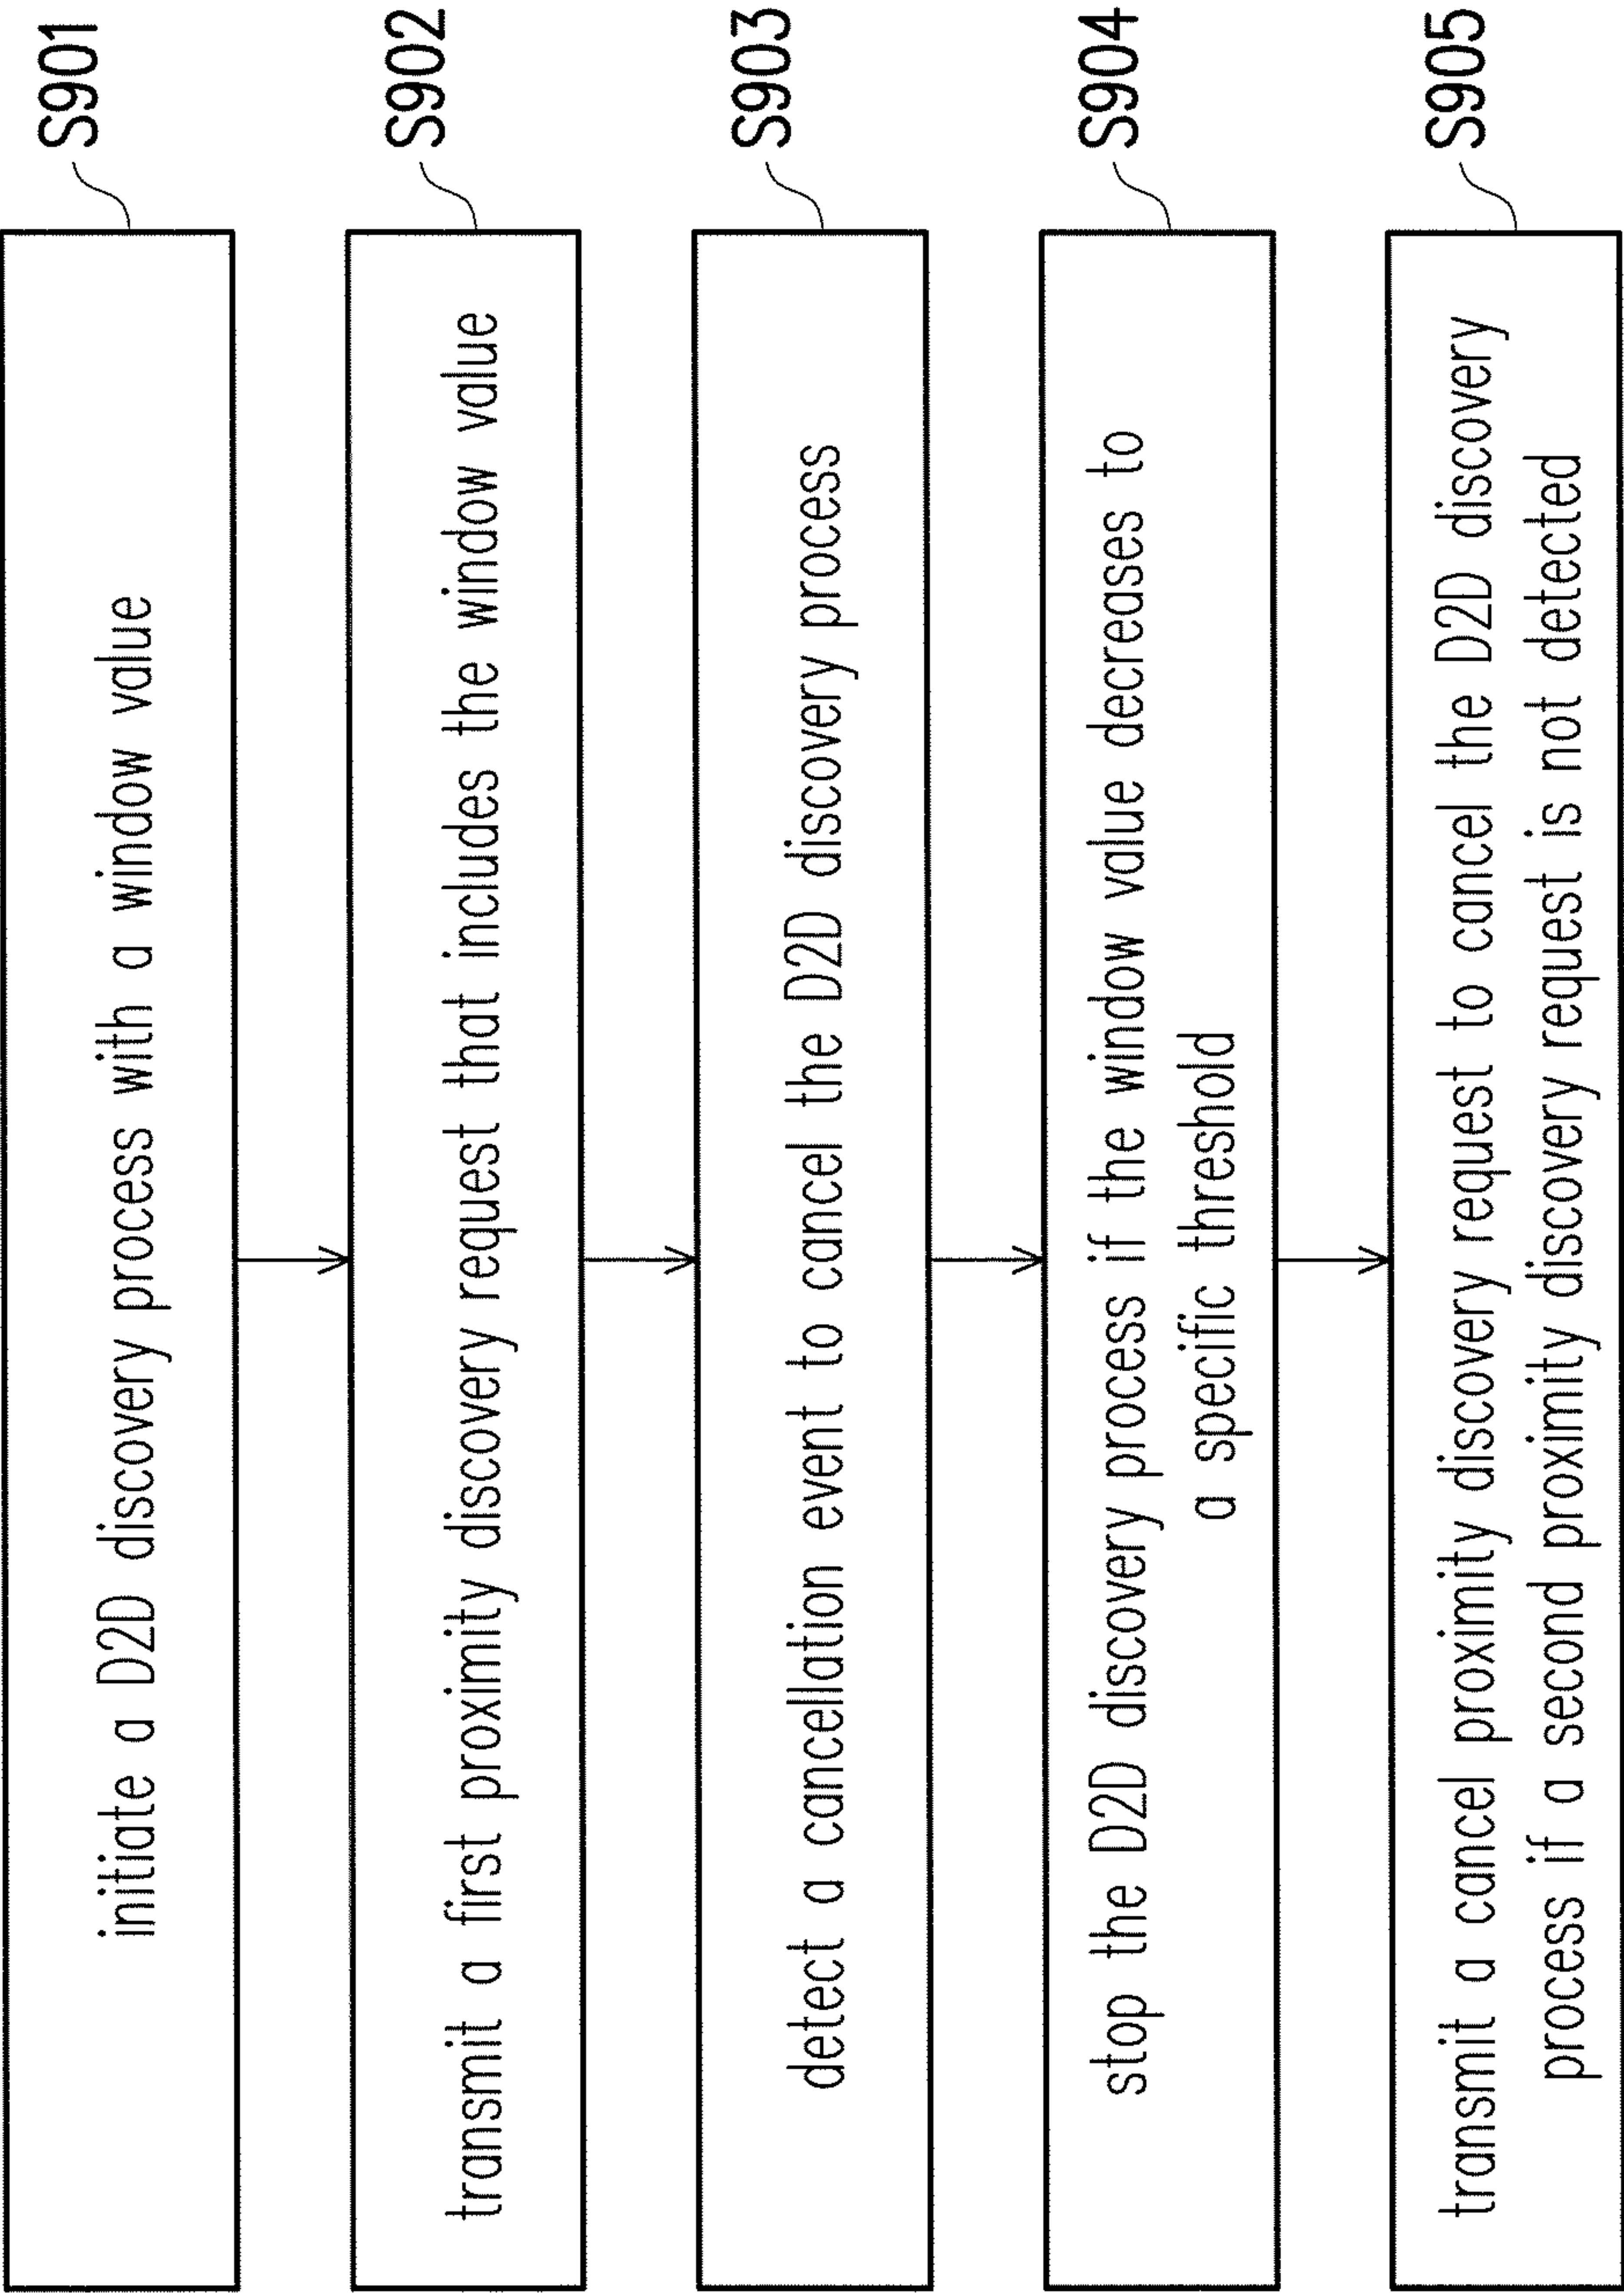 S901
initiate a D2D discovery process with a window value
S902
transmit a first proximity discovery request that includes the window value
S903
detect a cancellation event to cancel the D2D discovery process
S904
stop the D2D discovery process if the window value decreases to
a specific threshold
S905
transmit a cancel proximity discovery request to cancel the D2D discovery
process if a second proximity discovery request is not detected